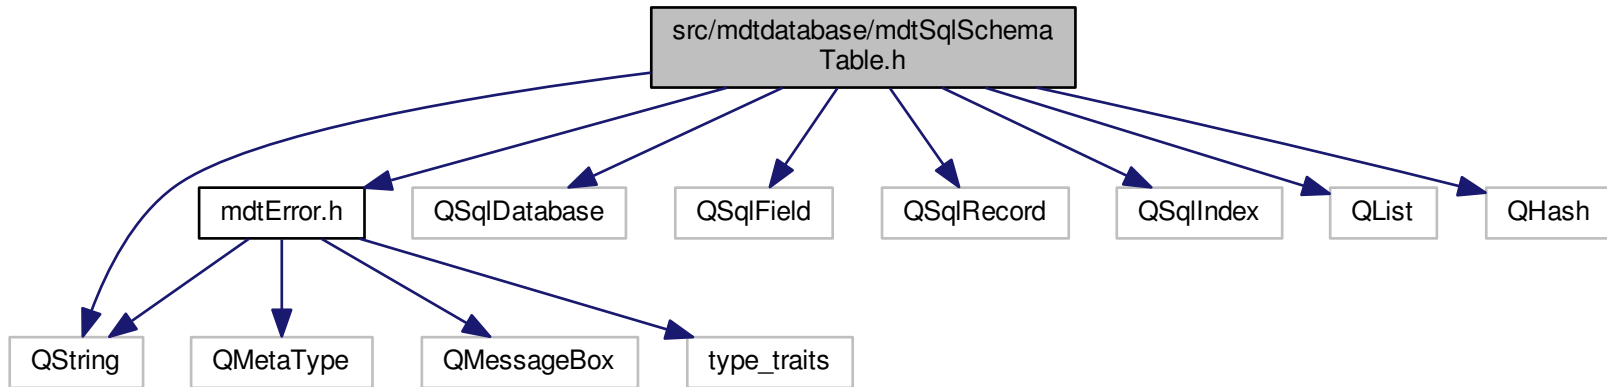 src/mdtdatabase/mdtSqlSchema
Table.h
mdtError.h
QSqlDatabase
QSqlField
QSqlRecord
QSqlIndex
QList
QHash
QString
QMetaType
QMessageBox
type_traits